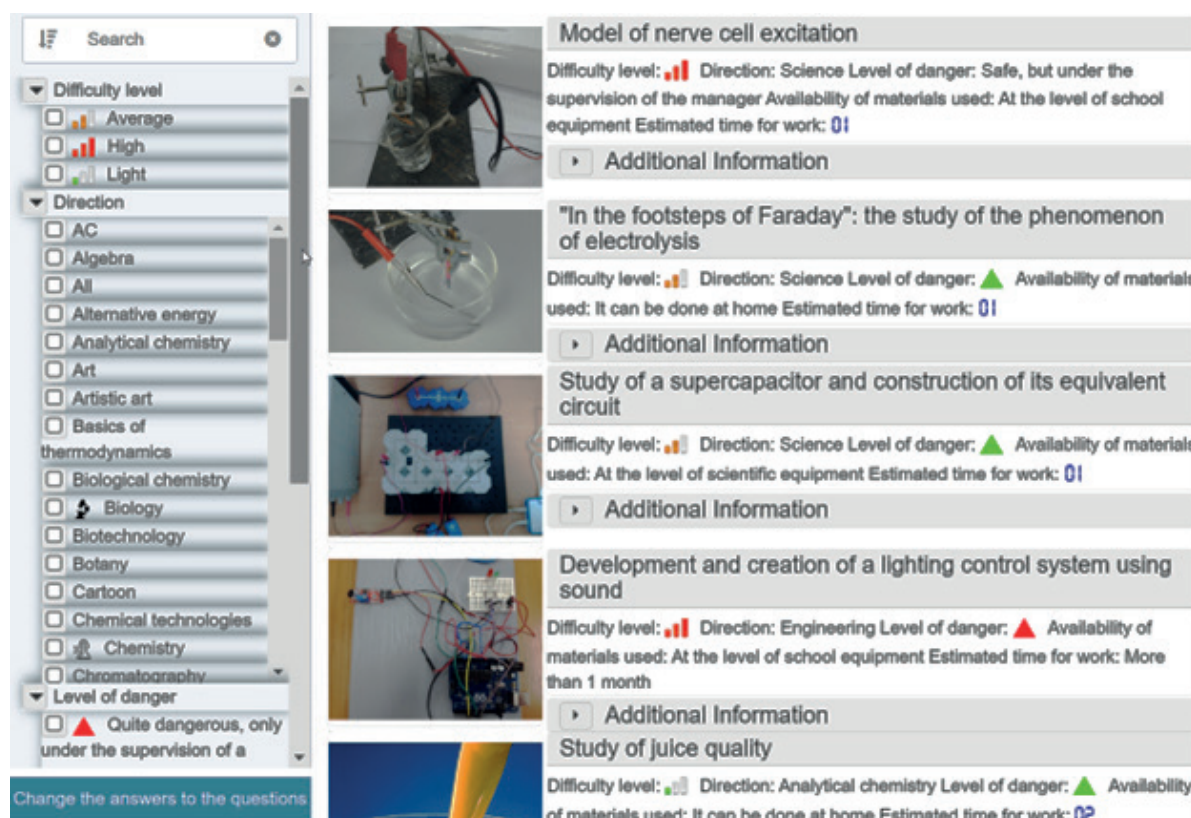 Search
Difficulty level
Average
High
Light
Direction
AC
Algebra
All
Alternative energy
Analytical chemistry
Art
Artistic art
Basics of
thermodynamics
Biological chemistry
Biology
Biotechnology
Botany
Cartoon
Chemical technologies
Chemistry
Chromatography
Level of danger
Quite dangerous, only
under the supervision of a
Change the answers to the questions
Model of nerve cell excitation
Difficulty level: Direction: Science Level of danger: Safe, but under the
supervision of the manager Availability of materials used: At the level of school
equipment Estimated time for work: 01
Additional Information
"In the footsteps of Faraday": the study of the phenomenon
of electrolysis
Difficulty level: Direction: Science Level of danger: Availability of materials
used: It can be done at home Estimated time for work: 01
Additional Information
Study of a supercapacitor and construction of its equivalent
circuit
Difficulty level: Direction: Science Level of danger: Availability of materials
used: At the level of scientific equipment Estimated time for work: 01
Additional Information
Development and creation of a lighting control system using
sound
Difficulty level: Direction: Engineering Level of danger: Availability of
materials used: At the level of school equipment Estimated time for work: More
than 1 month
Additional Information
Study of juice quality
Difficulty level: Direction: Analytical chemistry Level of danger: Availability
of materials used: It can be done at home Estimated time for work: 02